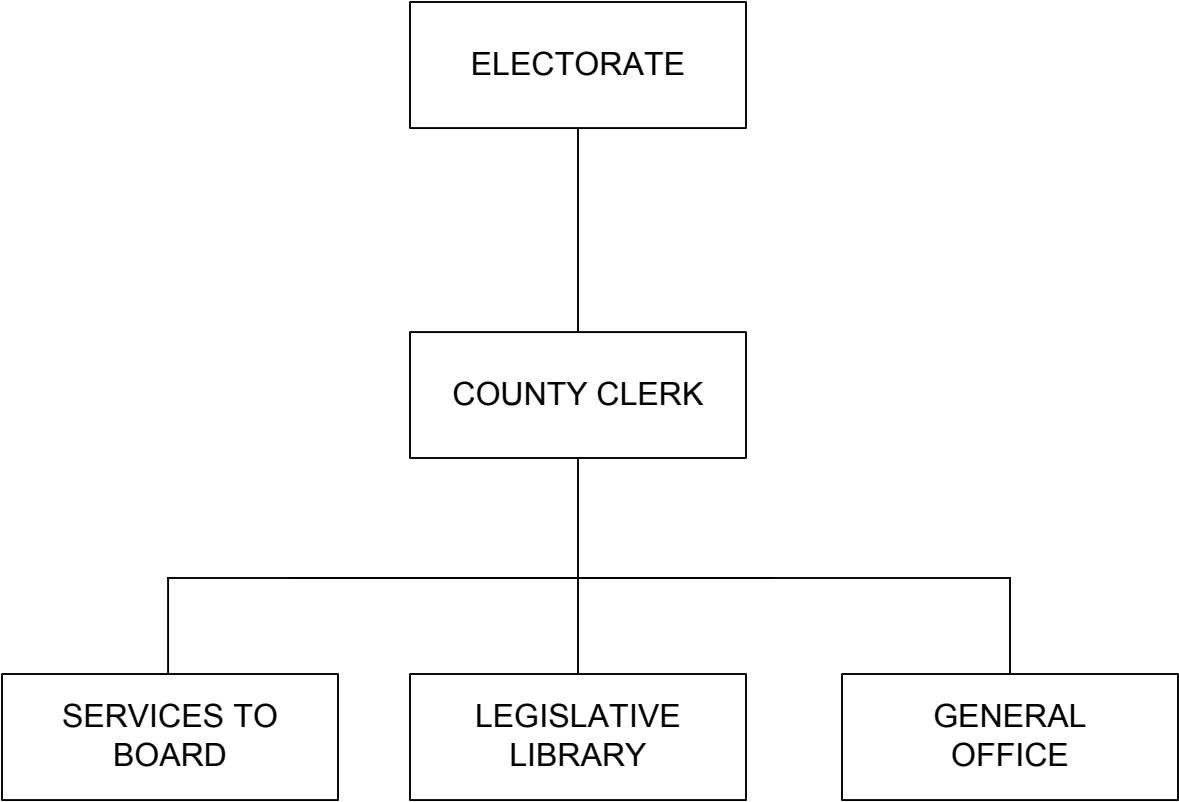 ELECTORATE
COUNTY CLERK
SERVICES TO
BOARD
LEGISLATIVE
LIBRARY
GENERAL
OFFICE